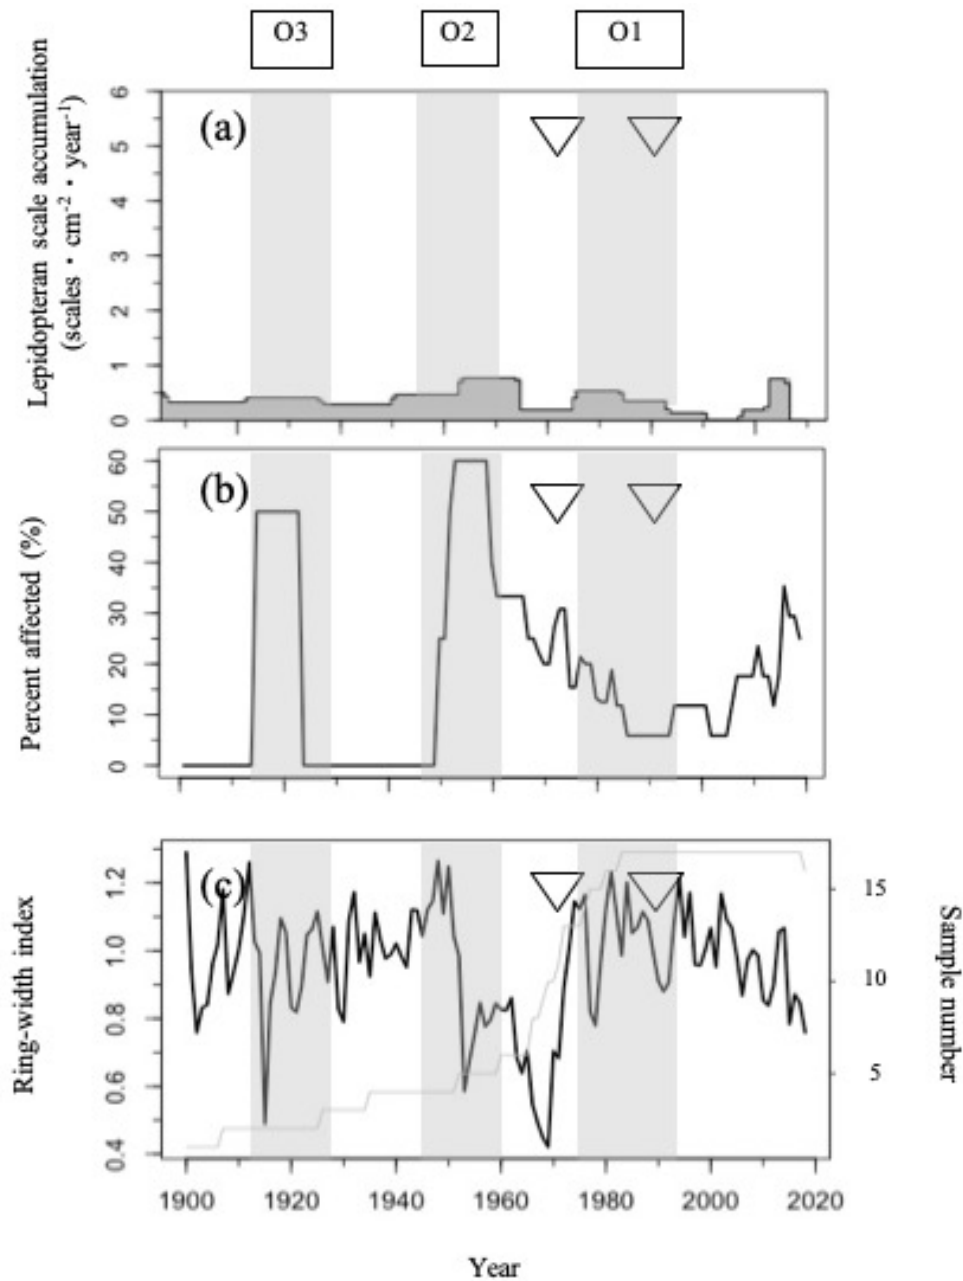 O3 O2 O1
Lepidopteran scale accumulation
(scales • cm-2 • year-1)
6
5
4
3
2
1
0
(a)
Percent affected (%)
60
50
40
30
20
10
0
(b)
Ring-width index
1.2
1.0
0.8
0.6
0.4
(c)
15
10
5
Sample number
1900 1920 1940 1960 1980 2000 2020
Year